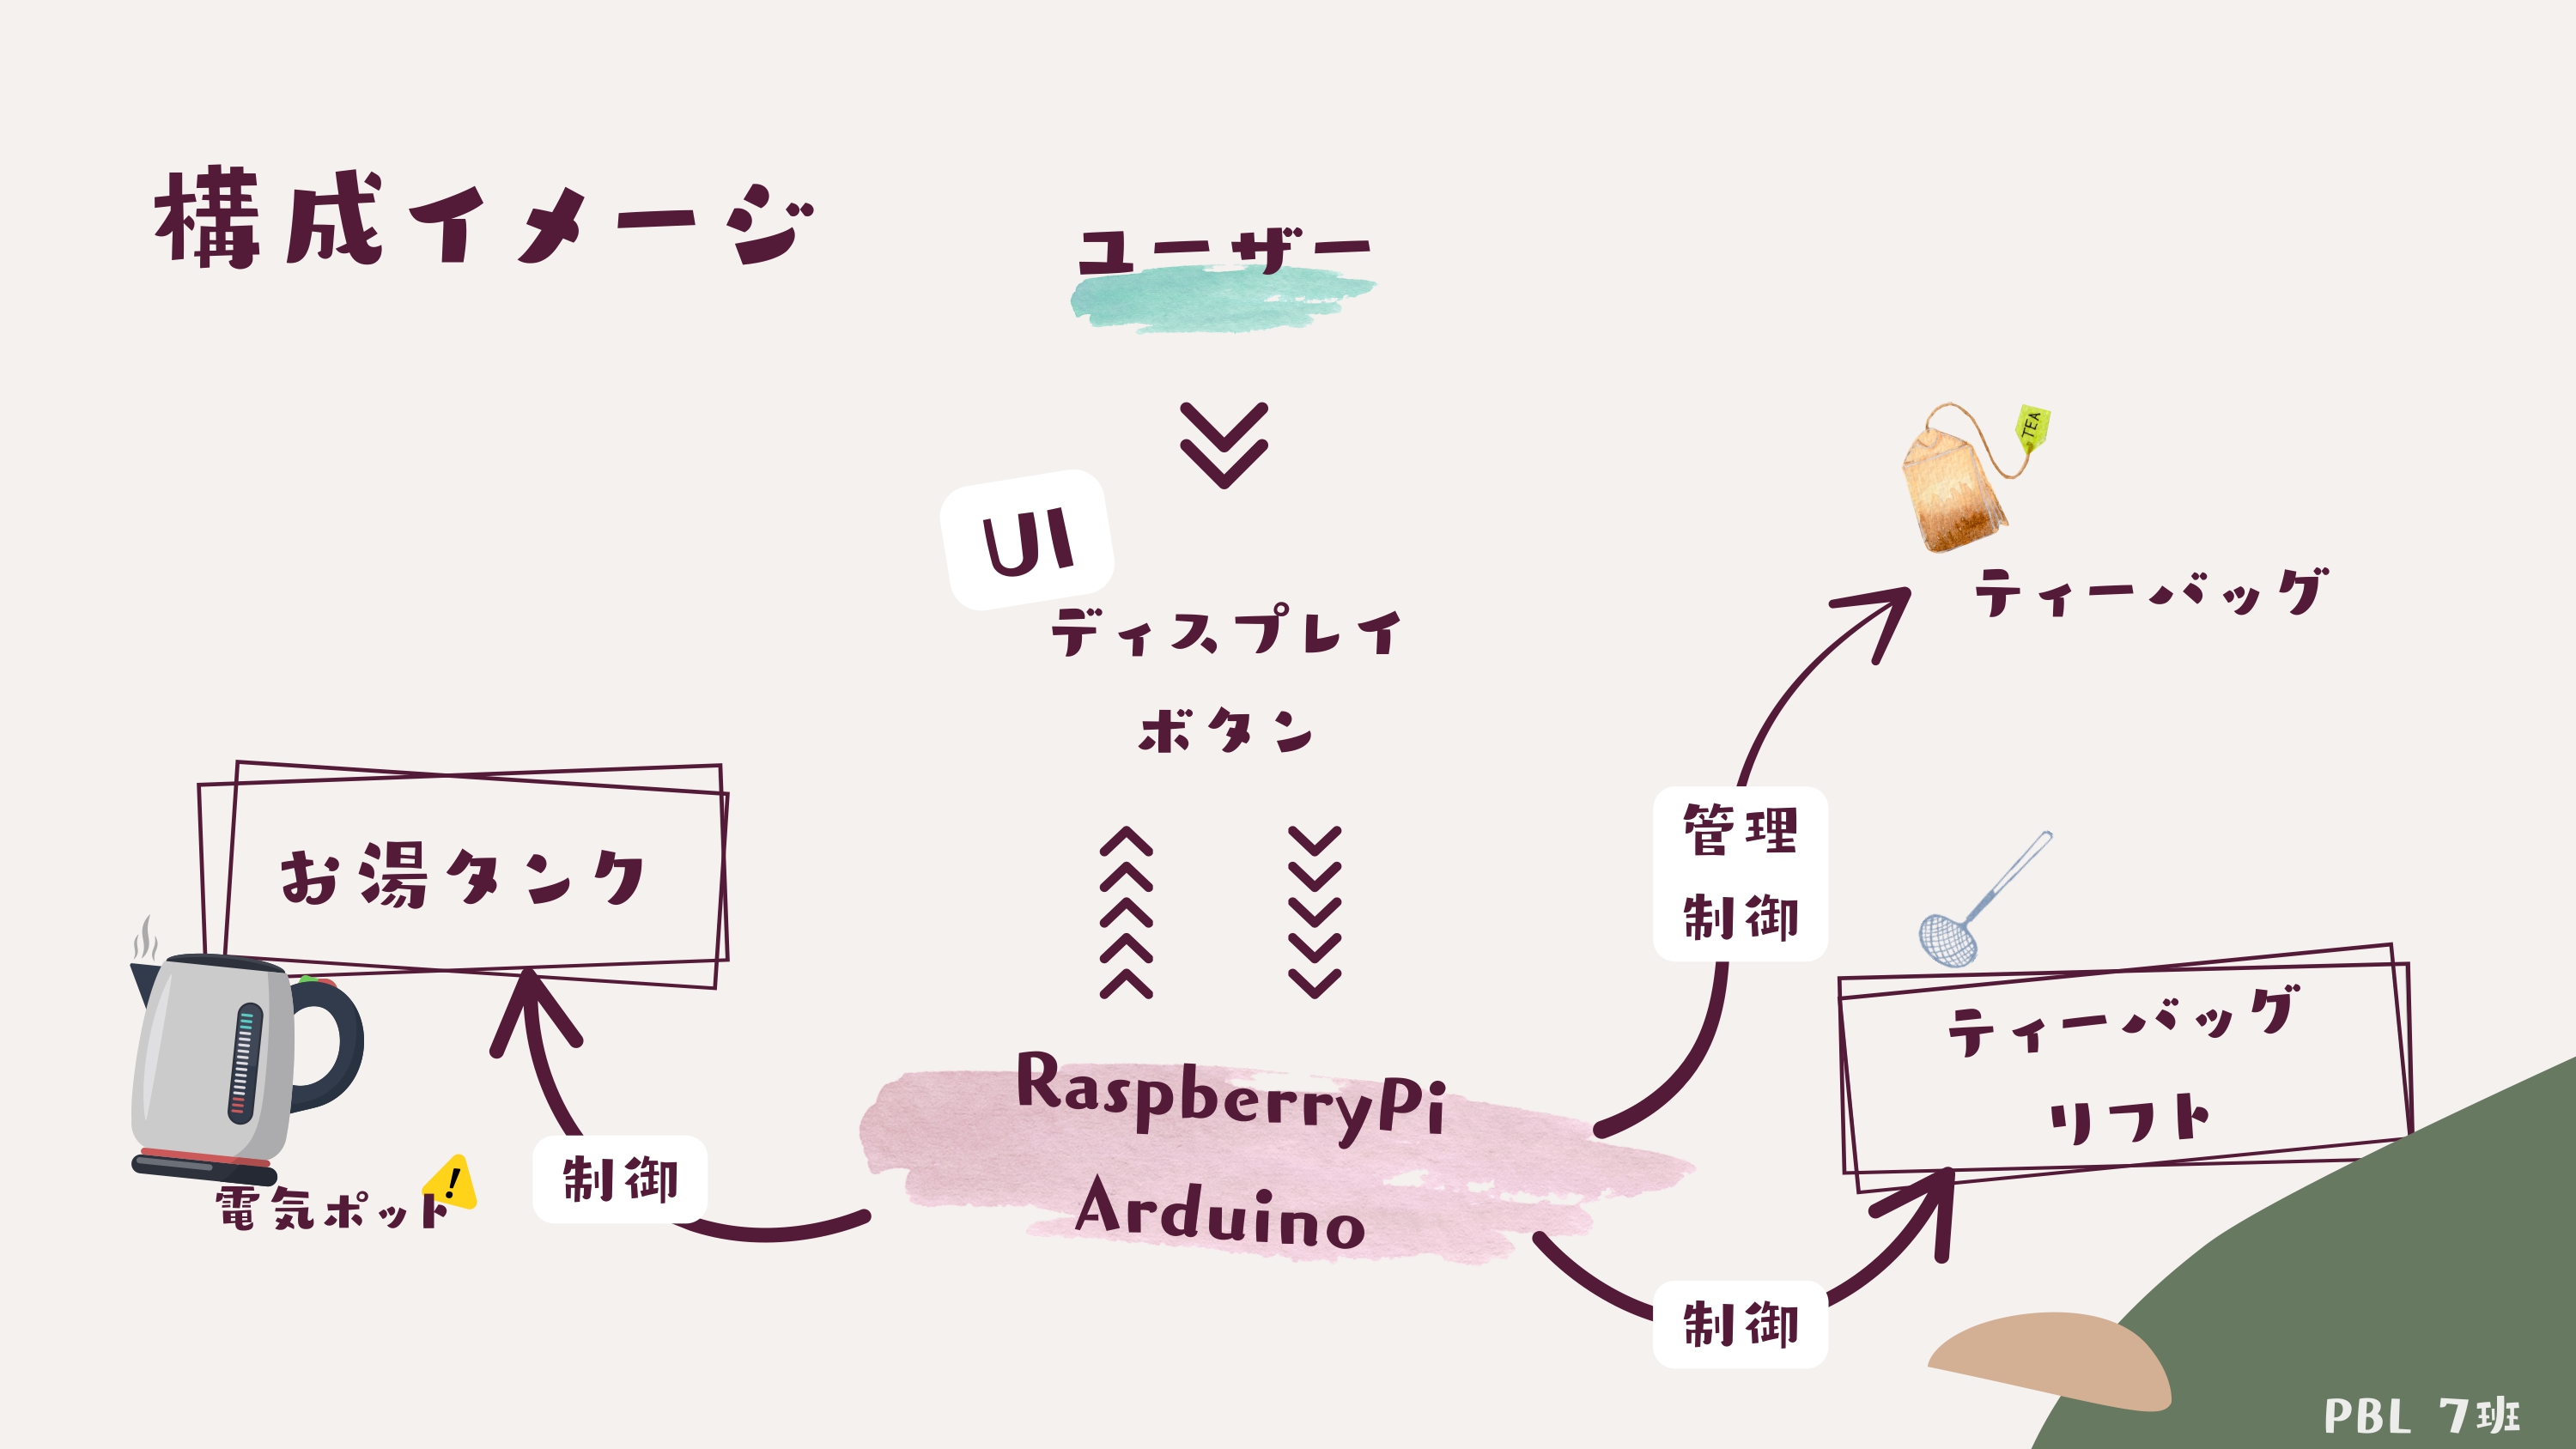 構成イメージ
ユーザー
UI
ディスプレイ
ボタン
TEA
ティーバッグ
管理
制御
お湯タンク
電気ポット
!
制御
RaspberryPi
Arduino
ティーバッグ
リフト
制御
PBL 7班